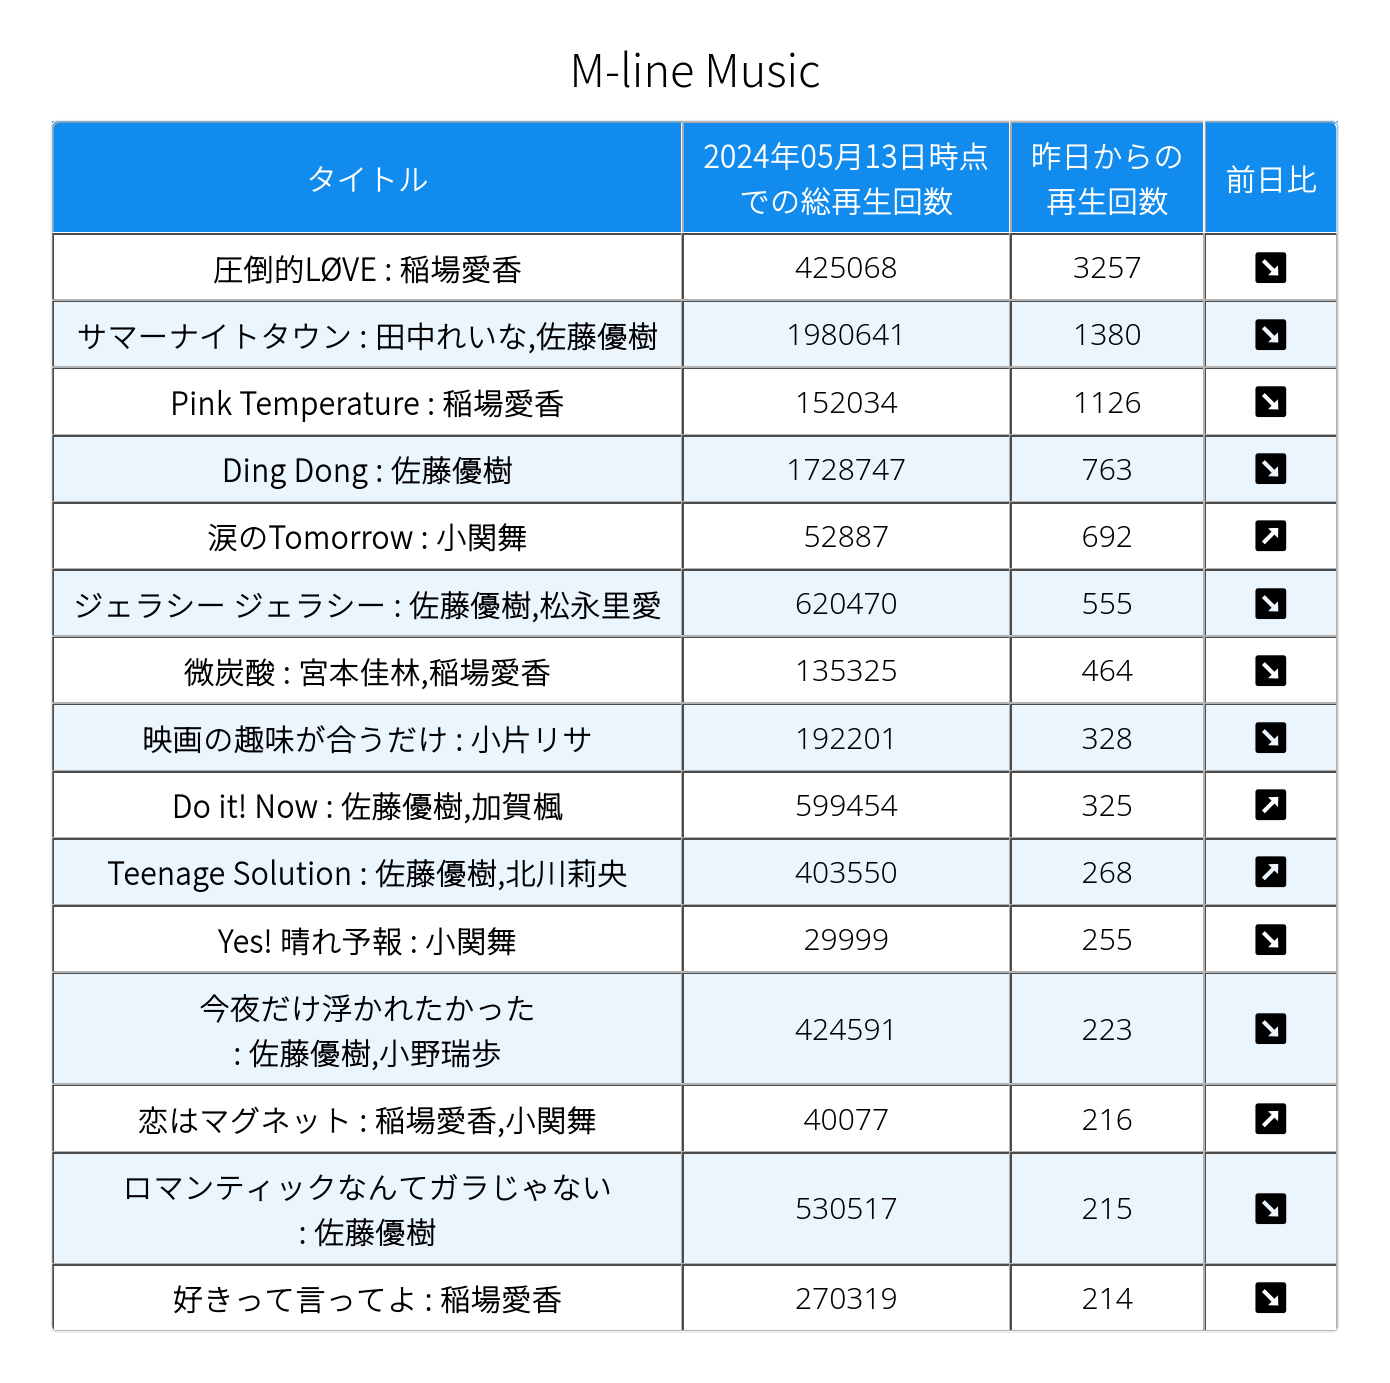 M-line Music
タイトル
2024年05月13日時点
での総再生回数
昨日からの
再生回数
前日比
圧倒的LØVE : 稲場愛香 425068 3257 ↘
サマーナイトタウン : 田中れいな,佐藤優樹 1980641 1380 ↘
Pink Temperature : 稲場愛香 152034 1126 ↘
Ding Dong : 佐藤優樹 1728747 763 ↘
涙のTomorrow : 小関舞 52887 692 ↗
ジェラシー ジェラシー : 佐藤優樹,松永里愛 620470 555 ↘
微炭酸 : 宮本佳林,稲場愛香 135325 464 ↘
映画の趣味が合うだけ : 小片リサ 192201 328 ↘
Do it! Now : 佐藤優樹,加賀楓 599454 325 ↗
Teenage Solution : 佐藤優樹,北川莉央 403550 268 ↗
Yes! 晴れ予報 : 小関舞 29999 255 ↘
今夜だけ浮かれたかった
: 佐藤優樹,小野瑞歩 424591 223 ↘
恋はマグネット : 稲場愛香,小関舞 40077 216 ↗
ロマンティックなんてガラじゃない
: 佐藤優樹 530517 215 ↘
好きって言ってよ : 稲場愛香 270319 214 ↘